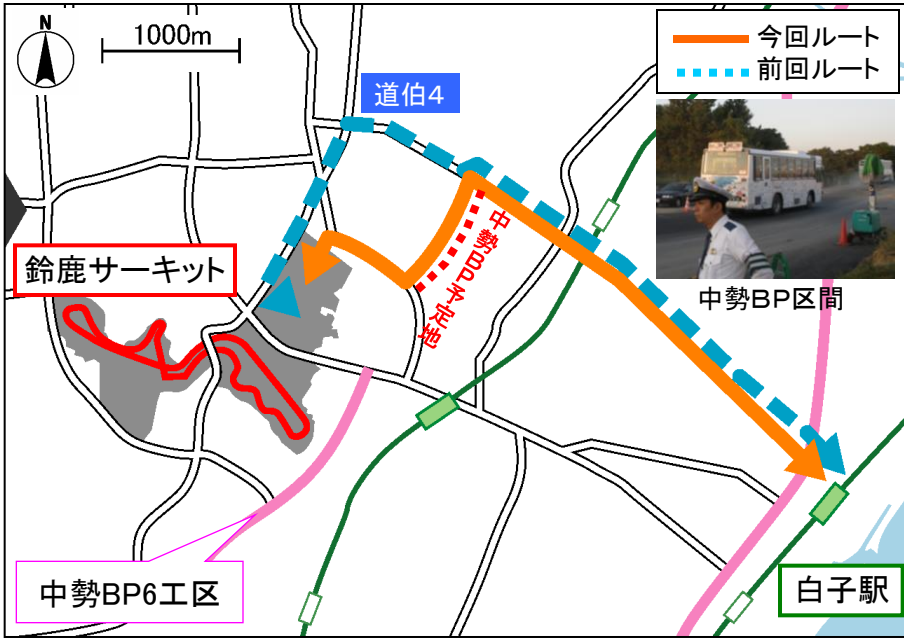 N
1000m
今回ルート
前回ルート
道伯4
中勢BP予定地
鈴鹿サーキット
中勢BP区間
中勢BP6工区
白子駅